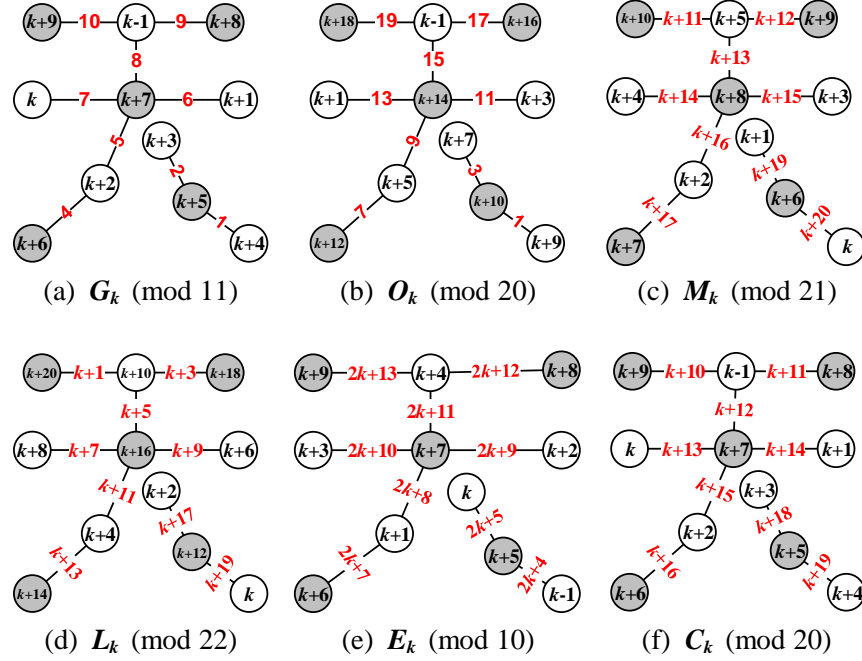 k+9 10 k-1 9 k+8
8
k 7 k+7 6 k+1
5 k+3
k+2 2
4 k+5
k+6 1 k+4
(a) Gk (mod 11)
k+18 19 k-1 17 k+16
15
k+1 13 k+14 11 k+3
9 k+7
k+5 3
7 k+10
k+12 1 k+9
(b) Ok (mod 20)
k+10 k+11 k+5 k+12 k+9
k+13
k+4 k+14 k+8 k+15 k+3
k+16 k+1
k+2 k+19
k+17 k+6
k+7 k+20 k
(c) Mk (mod 21)
k+20 k+1 k+10 k+3 k+18
k+5
k+8 k+7 k+16 k+9 k+6
k+11 k+2
k+4 k+17
k+13 k+12
k+14 k+19 k
(d) Lk (mod 22)
k+9 2k+13 k+4 2k+12 k+8
2k+11
k+3 2k+10 k+7 2k+9 k+2
2k+8 k
k+1 2k+5
2k+7 k+5
k+6 2k+4 k-1
(e) Ek (mod 10)
k+9 k+10 k-1 k+11 k+8
k+12
k k+13 k+7 k+14 k+1
k+15 k+3
k+2 k+18
k+16 k+5
k+6 k+19 k+4
(f) Ck (mod 20)